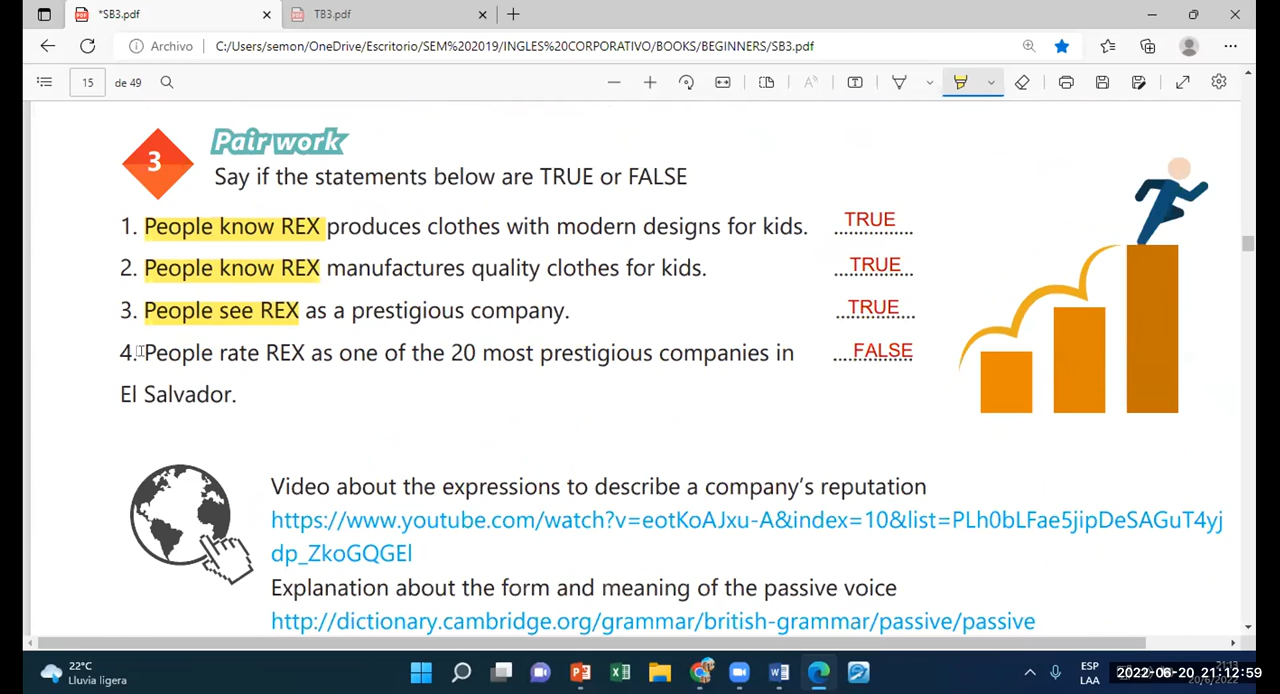 *SB3.pdf
TB3.pdf
Archivo
C:/Users/semon/OneDrive/Escritorio/SEM%202019/INGLES%20CORPORATIVO/BOOKS/BEGINNERS/SB3.pdf
15 de 49
3
Pair work
Say if the statements below are TRUE or FALSE
1. People know REX produces clothes with modern designs for kids. TRUE
2. People know REX manufactures quality clothes for kids. TRUE
3. People see REX as a prestigious company. TRUE
4. People rate REX as one of the 20 most prestigious companies in FALSE
El Salvador.
Video about the expressions to describe a company's reputation
https://www.youtube.com/watch?v=eotKoAJxu-A&index=10&list=PLh0bLFae5jipDeSAGuT4yj
dp_ZkoGQGEl
Explanation about the form and meaning of the passive voice
http://dictionary.cambridge.org/grammar/british-grammar/passive/passive
22°C
Lluvia ligera
ESP
LAA
2022-06-20 21:12:59